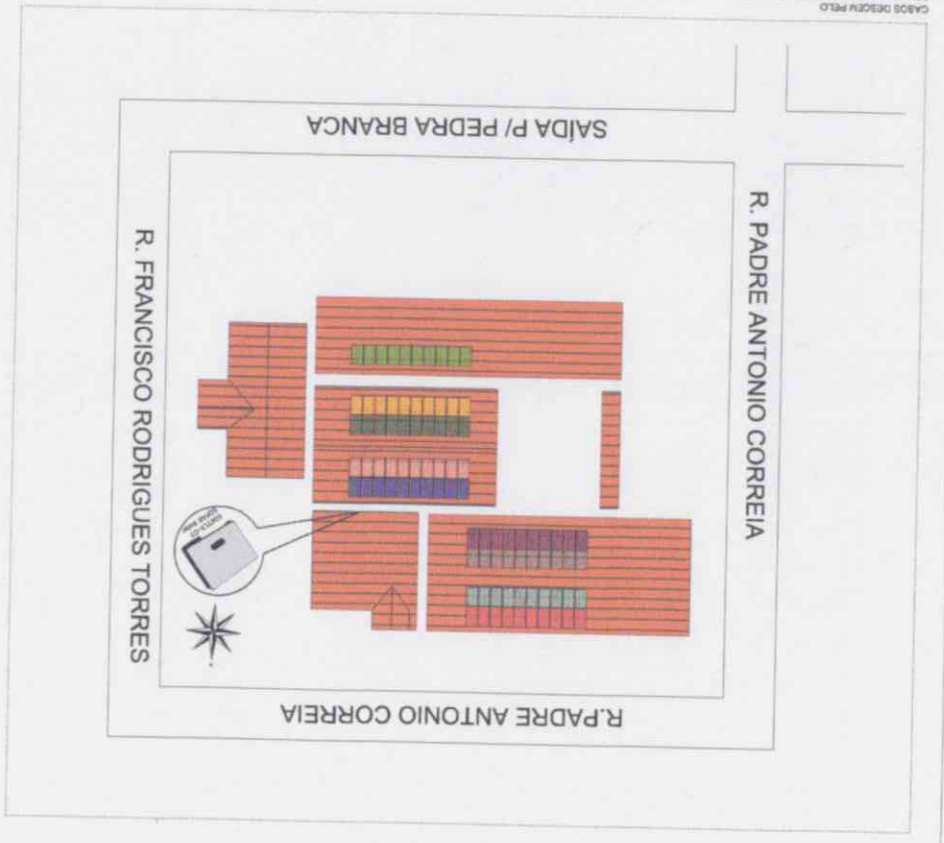 R.PADRE ANTONIO CORREIA
R. FRANCISCO RODRIGUES TORRES
R. PADRE ANTONIO CORREIA
SAÍDA P/ PEDRA BRANCA
CABOS DESCEM PELO